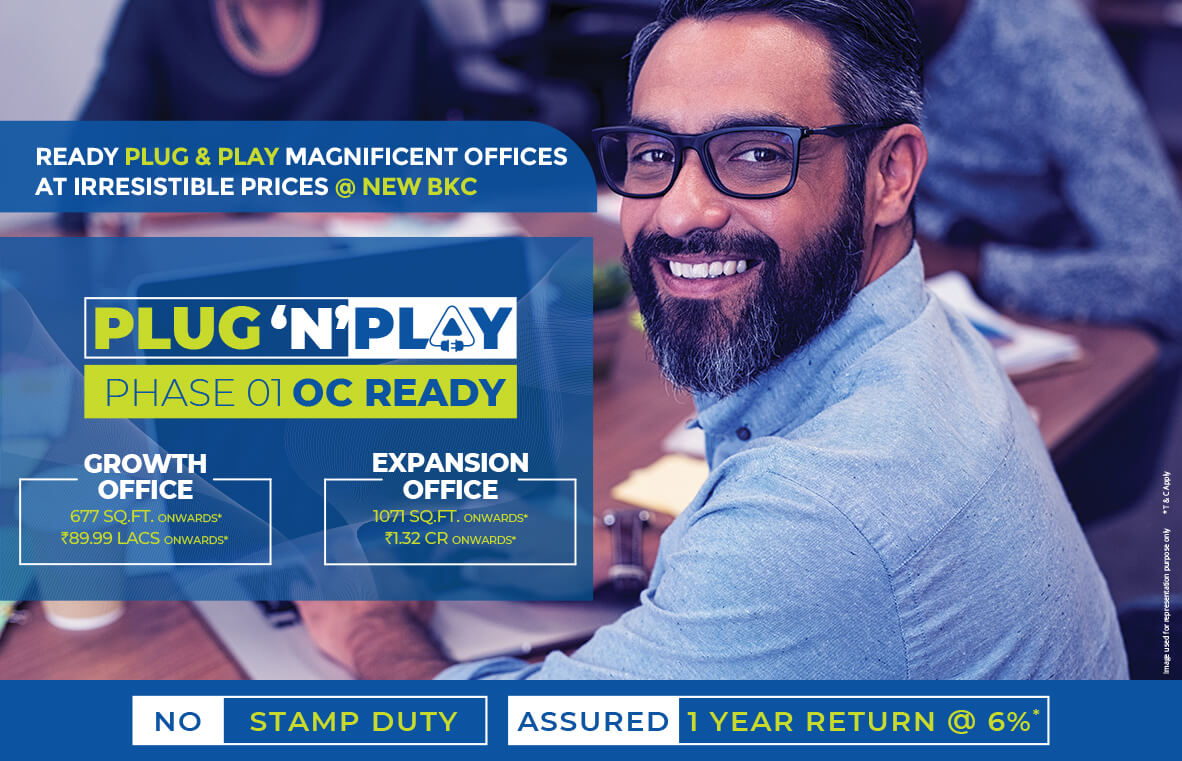 READY PLUG & PLAY MAGNIFICENT OFFICES
AT IRRESISTIBLE PRICES @ NEW BKC
PLUG ‘N’ PLAY
PHASE 01 OC READY
GROWTH
OFFICE
677 SQ.FT. ONWARDS*
₹89.99 LACS ONWARDS*
EXPANSION
OFFICE
1071 SQ.FT. ONWARDS*
₹1.32 CR ONWARDS*
Image used for representation purpose only *T & C Apply
NO STAMP DUTY
ASSURED 1 YEAR RETURN @ 6%*